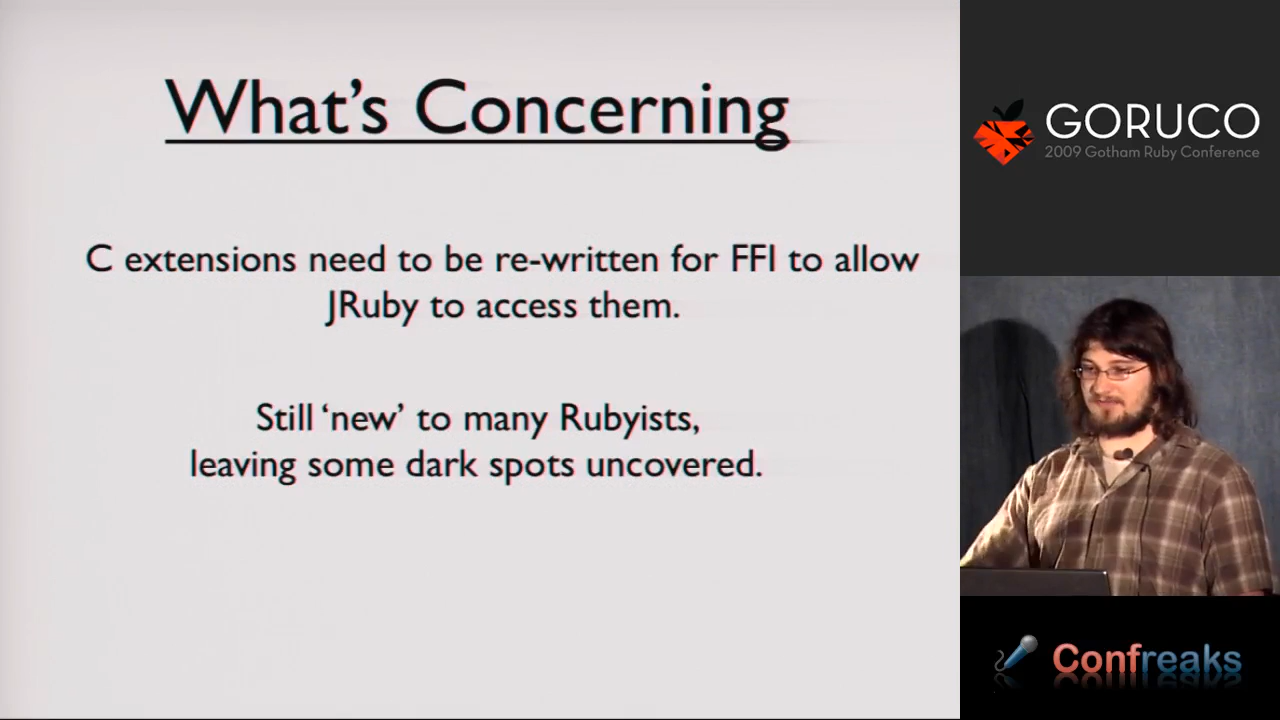 What's Concerning
C extensions need to be re-written for FFI to allow
JRuby to access them.
Still ‘new’ to many Rubyists,
leaving some dark spots uncovered.
GORUCO
2009 Gotham Ruby Conference
Confreaks